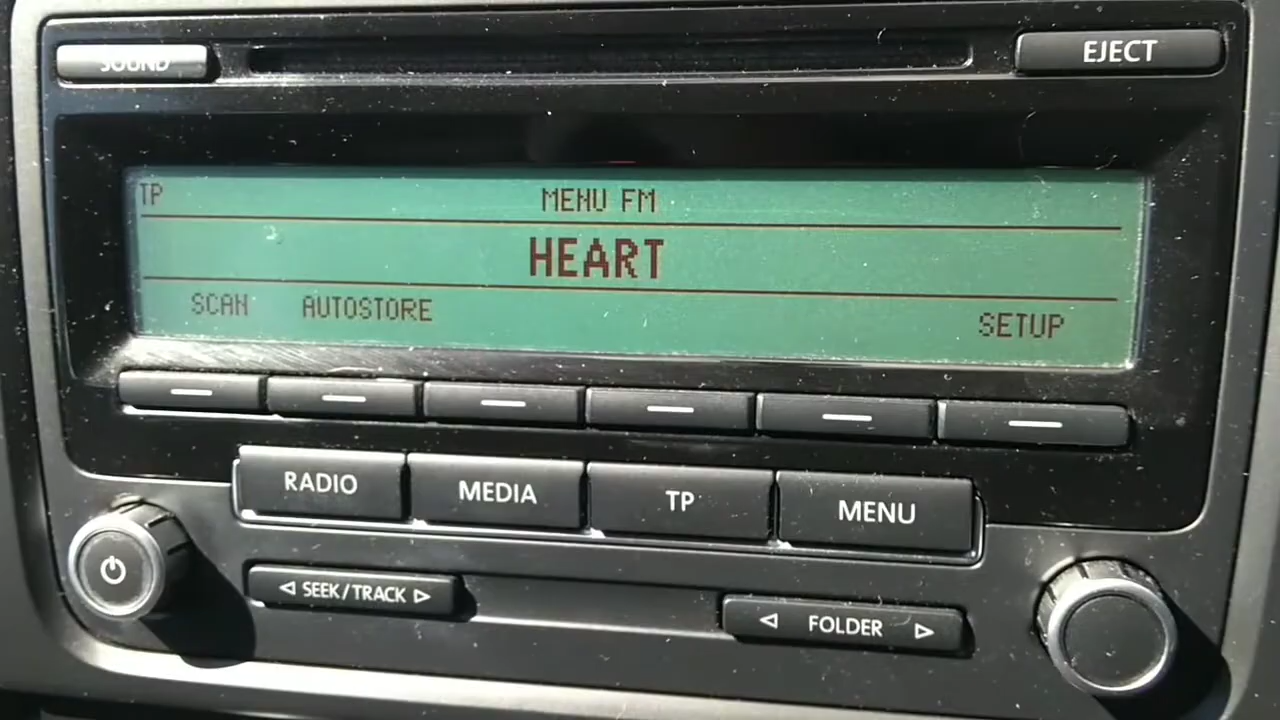 SOUND
EJECT
TP
MENU FM
HEART
SCAN AUTOSTORE SETUP
RADIO MEDIA TP MENU
SEEK/TRACK
FOLDER